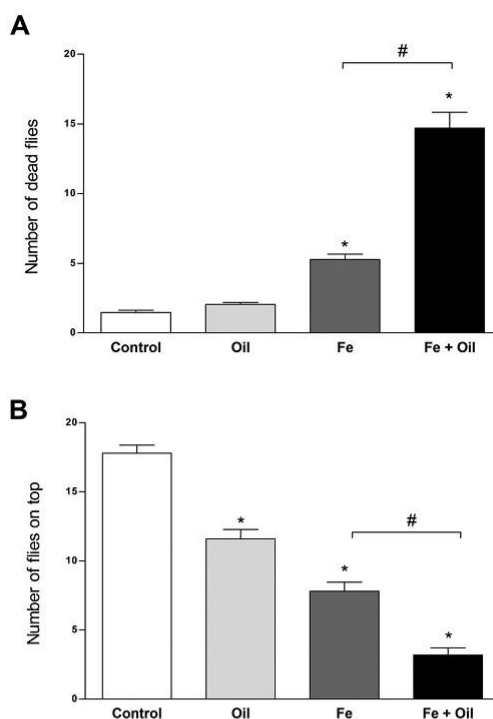 A
Number of dead flies
20
15
10
5
0
#
*
*
Control
Oil
Fe
Fe + Oil
B
Number of flies on top
20
15
10
5
0
#
*
*
*
Control
Oil
Fe
Fe + Oil